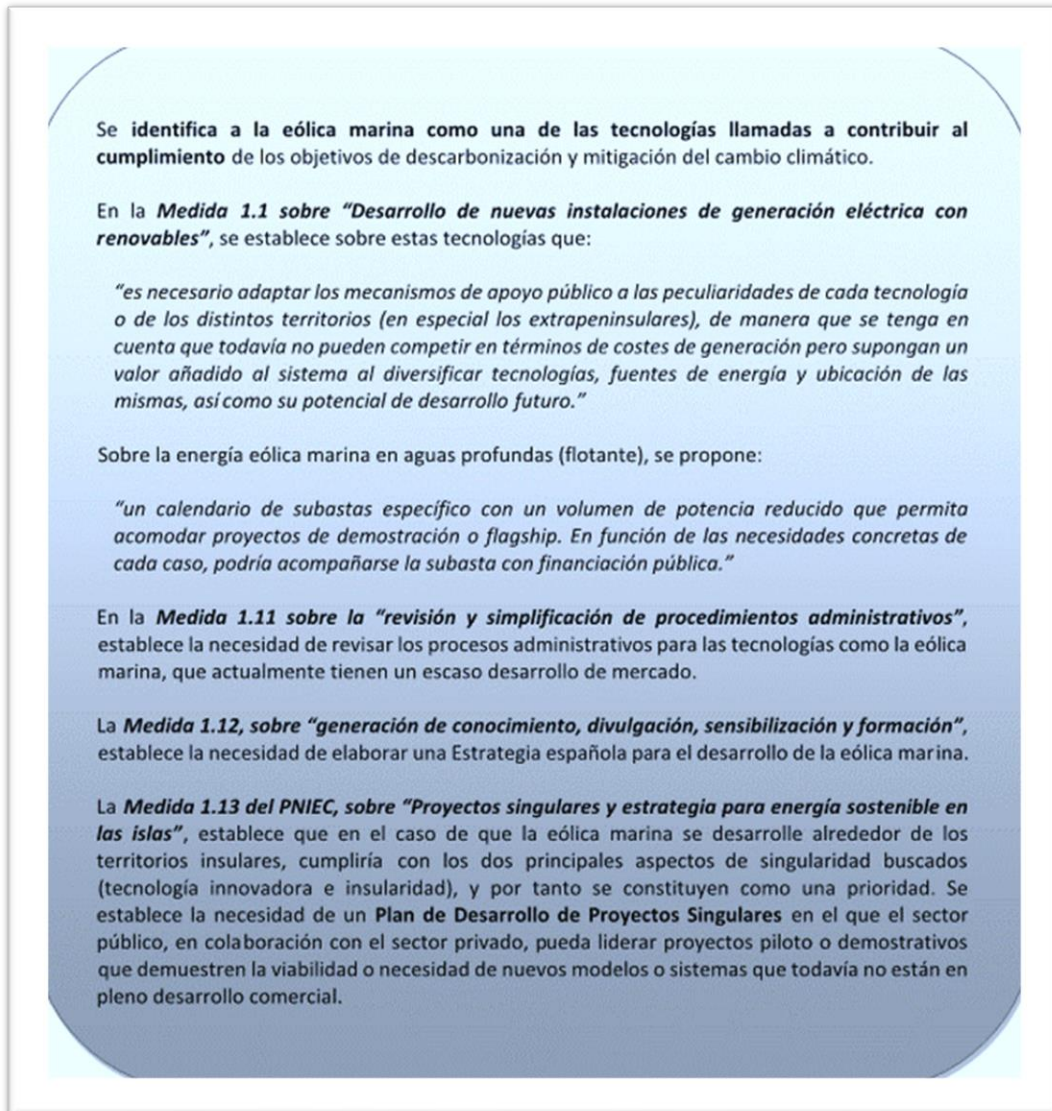 Se identifica a la eólica marina como una de las tecnologías llamadas a contribuir al
cumplimiento de los objetivos de descarbonización y mitigación del cambio climático.
En la Medida 1.1 sobre “Desarrollo de nuevas instalaciones de generación eléctrica con
renovables”, se establece sobre estas tecnologías que:
“es necesario adaptar los mecanismos de apoyo público a las peculiaridades de cada tecnología
o de los distintos territorios (en especial los extrapeninsulares), de manera que se tenga en
cuenta que todavía no pueden competir en términos de costes de generación pero supongan un
valor añadido al sistema al diversificar tecnologías, fuentes de energía y ubicación de las
mismas, así como su potencial de desarrollo futuro.”
Sobre la energía eólica marina en aguas profundas (flotante), se propone:
“un calendario de subastas específico con un volumen de potencia reducido que permita
acomodar proyectos de demostración o flagship. En función de las necesidades concretas de
cada caso, podría acompañarse la subasta con financiación pública.”
En la Medida 1.11 sobre la “revisión y simplificación de procedimientos administrativos”,
establece la necesidad de revisar los procesos administrativos para las tecnologías como la eólica
marina, que actualmente tienen un escaso desarrollo de mercado.
La Medida 1.12, sobre “generación de conocimiento, divulgación, sensibilización y formación”,
establece la necesidad de elaborar una Estrategia española para el desarrollo de la eólica marina.
La Medida 1.13 del PNIEC, sobre “Proyectos singulares y estrategia para energía sostenible en
las islas”, establece que en el caso de que la eólica marina se desarrolle alrededor de los
territorios insulares, cumpliría con los dos principales aspectos de singularidad buscados
(tecnología innovadora e insularidad), y por tanto se constituyen como una prioridad. Se
establece la necesidad de un Plan de Desarrollo de Proyectos Singulares en el que el sector
público, en colaboración con el sector privado, pueda liderar proyectos piloto o demostrativos
que demuestren la viabilidad o necesidad de nuevos modelos o sistemas que todavía no están en
pleno desarrollo comercial.